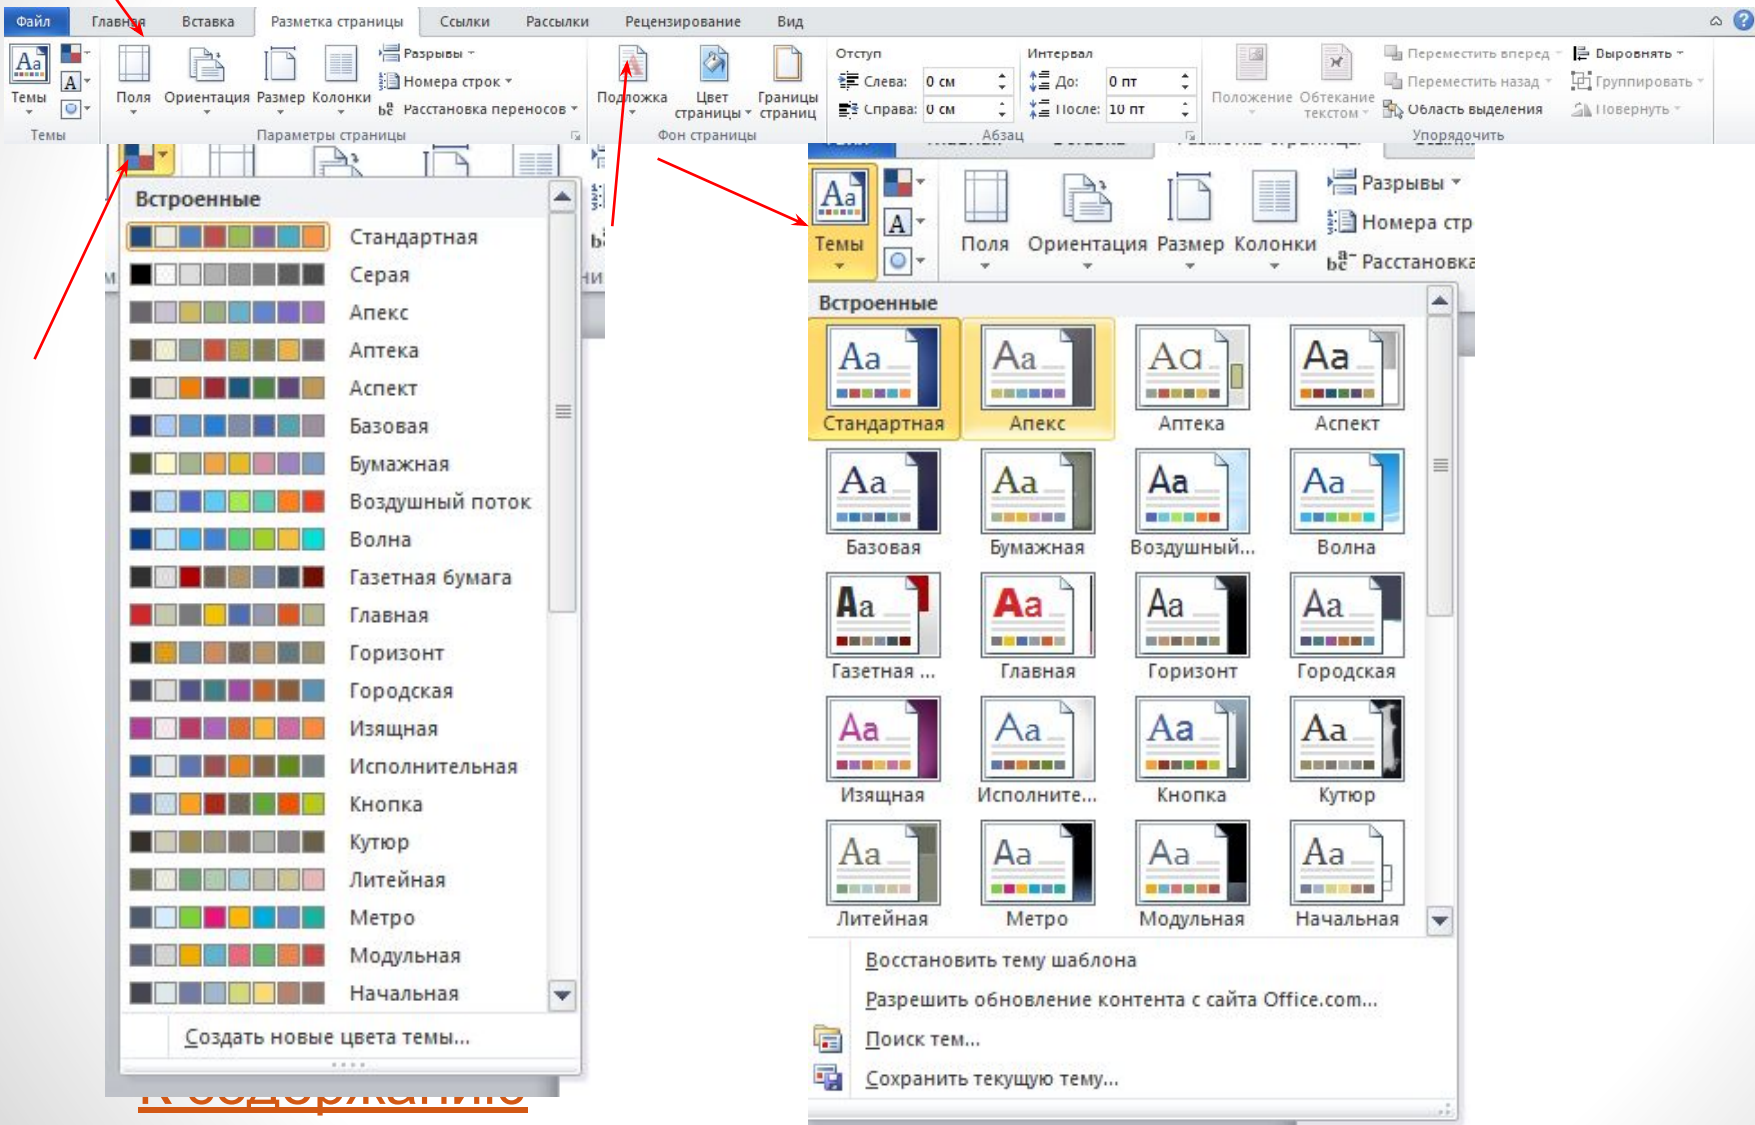 Файл Главная Вставка Разметка страницы Ссылки Рассылки Рецензирование Вид
Темы
Поля Ориентация Размер Колонки
Разрывы
Номера строк
Расстановка переносов
Подложка Цвет страницы Границы страниц
Отступ
Слева: 0 см
Справа: 0 см
Интервал
До: 0 пт
После: 10 пт
Положение Обтекание текстом
Переместить вперед
Переместить назад
Область выделения
Выровнять
Группировать
Повернуть
Темы Параметры страницы Фон страницы Абзац Упорядочить
Встроенные
Стандартная
Серая
Апекс
Аптека
Аспект
Базовая
Бумажная
Воздушный поток
Волна
Газетная бумага
Главная
Горизонт
Городская
Изящная
Исполнительная
Кнопка
Кутюр
Литейная
Метро
Модульная
Начальная
Создать новые цвета темы...
К содержанию
Темы
Поля Ориентация Размер Колонки
Разрывы
Номера стр
Расстановка
Встроенные
Стандартная Апекс Аптека Аспект
Базовая Бумажная Воздушный... Волна
Газетная ... Главная Горизонт Городская
Изящная Исполните... Кнопка Кутюр
Литейная Метро Модульная Начальная
Восстановить тему шаблона
Разрешить обновление контента с сайта Office.com...
Поиск тем...
Сохранить текущую тему...